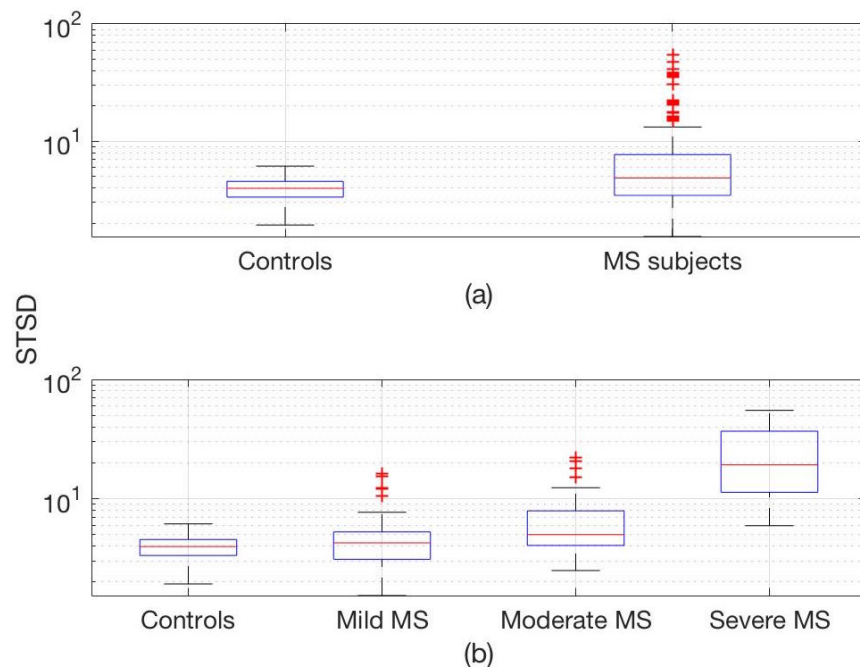 10²
10¹
Controls MS subjects
(a)
STSD
10²
10¹
Controls Mild MS Moderate MS Severe MS
(b)